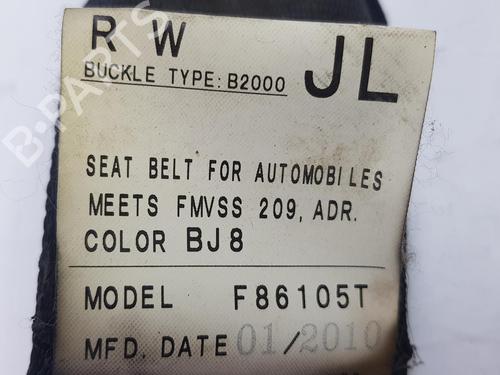 R W
BUCKLE TYPE: B2000
JL
SEAT BELT FOR AUTOMOBILES
MEETS FMVSS 209, ADR.
COLOR BJ8
MODEL F86105T
MFD. DATE 01/2010
B-PARTS